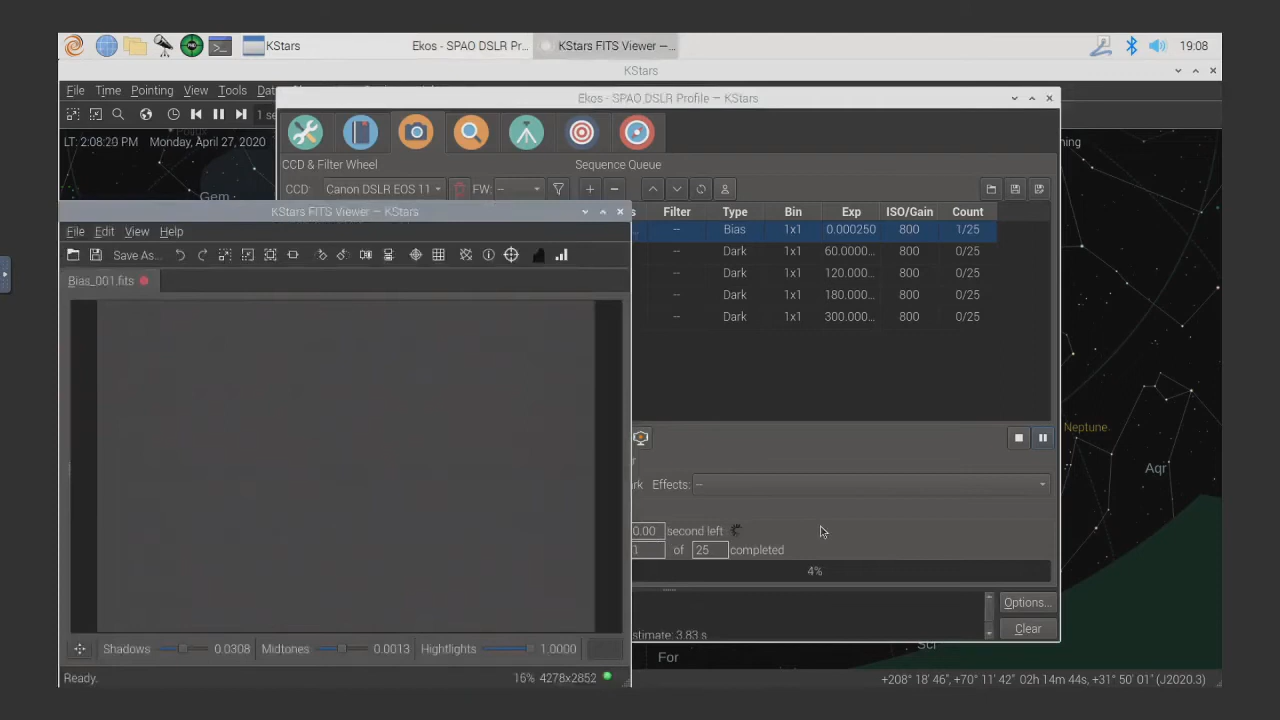 KStars
Ekos - SPAO DSLR Pr...
KStars FITS Viewer —...
19:08
KStars
File Time Pointing View Tools
Ekos - SPAO DSLR Profile — KStars
1 se
LT: 2:08:20 PM Monday, April 27, 2020
CCD & Filter Wheel
Sequence Queue
Gem
CCD: Canon DSLR EOS 11 FW: --
KStars FITS Viewer — KStars
Filter Type Bin Exp ISO/Gain Count
-- Bias 1x1 0.000250 800 1/25
File Edit View Help
-- Dark 1x1 60.0000... 800 0/25
Save As...
-- Dark 1x1 120.000... 800 0/25
Bias_001.fits
-- Dark 1x1 180.000... 800 0/25
-- Dark 1x1 300.000... 800 0/25
Neptune
Aqr
Effects: --
0.00 second left
1 of 25 completed
4%
Options...
Clear
stimate: 3.83 s
Shadows 0.0308 Midtones 0.0013 Hightlights 1.0000
For
Ready.
16% 4278x2852
+208° 18' 46", +70° 11' 42" 02h 14m 44s, +31° 50' 01" (J2020.3)